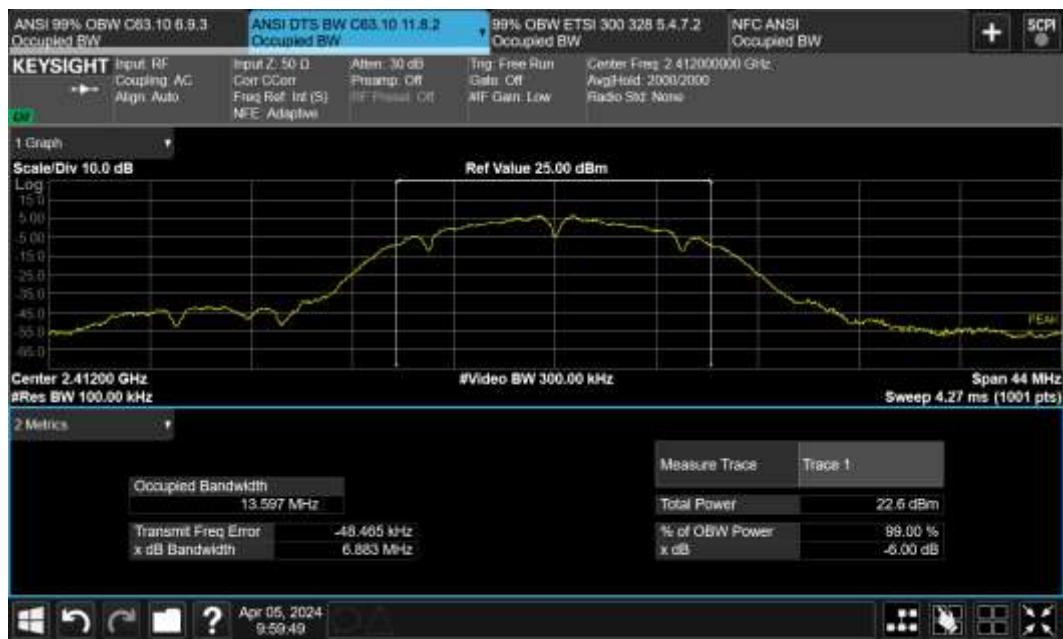 ANSI 99% OBW C63.10 6.9.3
Occupied BW
ANSI DTS BW C63.10 11.8.2
Occupied BW
99% OBW ETSI 300 328 5.4.7.2
Occupied BW
NFC ANSI
Occupied BW
+
SCPI
KEYSIGHT
Input: RF
Coupling: AC
Align: Auto
Input Z: 50 Ω
Corr CCorr
Freq Ref: Int (S)
NFE: Adaptive
Atten: 30 dB
Preamp: Off
Trig: Free Run
Gate: Off
#IF Gain: Low
Center Freq: 2.412000000 GHz
Avg|Hold: 2000/2000
Radio Std: None
1 Graph
Scale/Div 10.0 dB
Ref Value 25.00 dBm
Log
15.0
5.00
-5.00
-15.0
-25.0
-35.0
-45.0
-55.0
-65.0
PEAK
Center 2.41200 GHz
#Video BW 300.00 kHz
Span 44 MHz
#Res BW 100.00 kHz
Sweep 4.27 ms (1001 pts)
2 Metrics
Measure Trace
Trace 1
Occupied Bandwidth
13.597 MHz
Total Power
22.6 dBm
Transmit Freq Error
-48.465 kHz
% of OBW Power
99.00 %
x dB Bandwidth
6.883 MHz
x dB
-6.00 dB
?
Apr 05, 2024
9:59:49